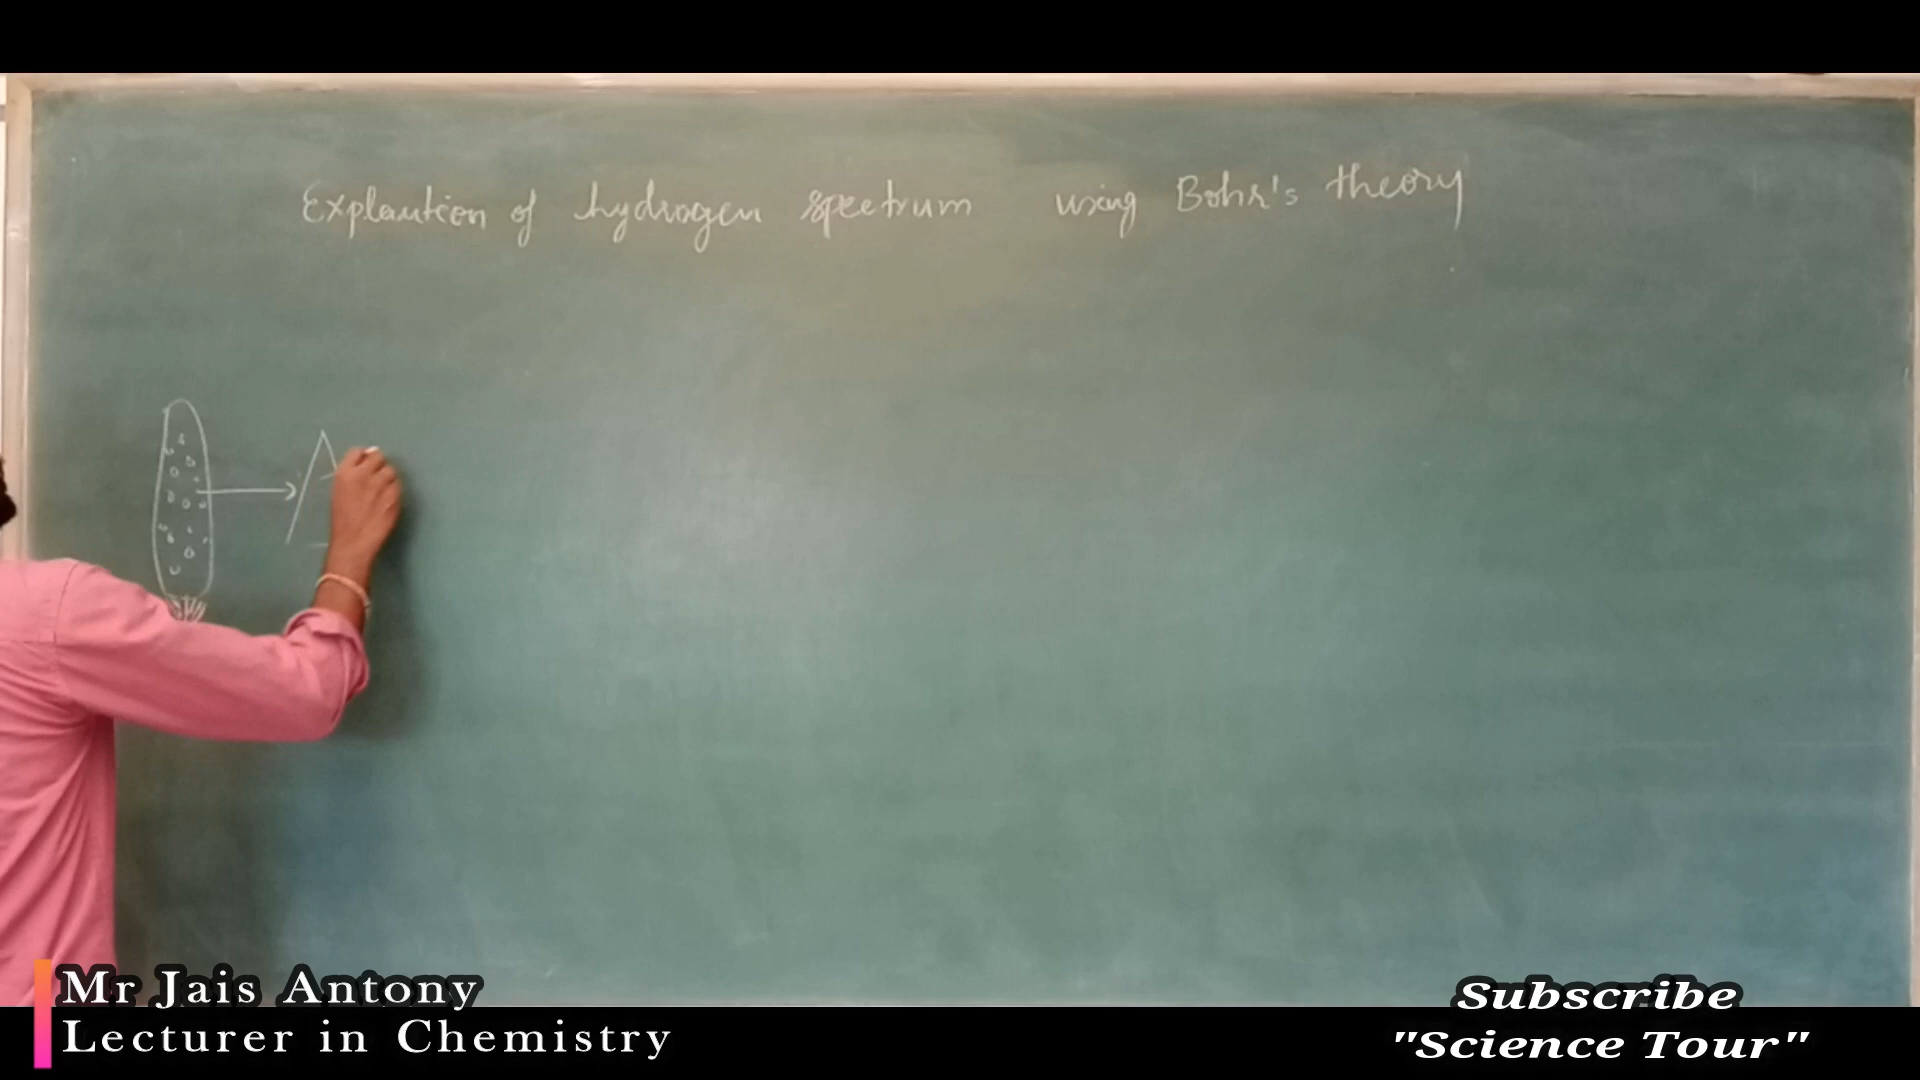 Explantion of hydrogen spectrum using Bohr's theory
Mr Jais Antony
Lecturer in Chemistry
Subscribe
"Science Tour"